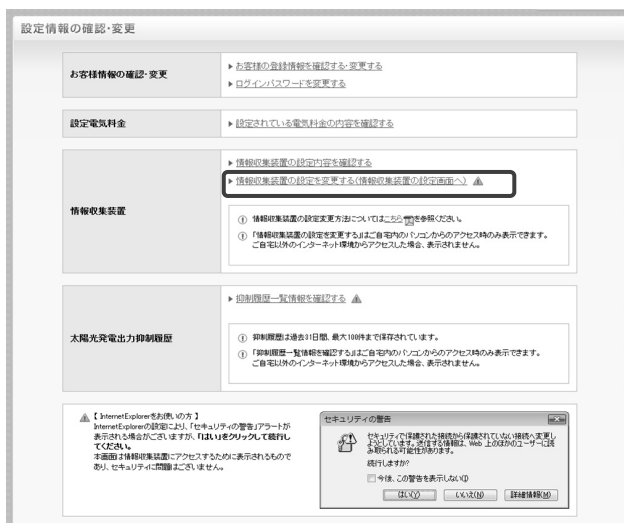 設定情報の確認・変更
お客様情報の確認・変更
お客様の登録情報を確認する・変更する
ログインパスワードを変更する
設定電気料金
設定されている電気料金の内容を確認する
情報収集装置
情報収集装置の設定内容を確認する
情報収集装置の設定を変更する(情報収集装置の設定画面へ)
情報収集装置の設定変更方法についてはこちらを参照ください。
「情報収集装置の設定を変更する」はご自宅内のパソコンからのアクセス時のみ表示できます。
ご自宅以外のインターネット環境からアクセスした場合、表示されません。
太陽光発電出力抑制履歴
抑制履歴一覧情報を確認する
抑制履歴は過去31日間、最大100件まで保存されています。
「抑制履歴一覧情報を確認する」はご自宅内のパソコンからのアクセス時のみ表示できます。
ご自宅以外のインターネット環境からアクセスした場合、表示されません。
【 InternetExplorerをお使いの方 】
InternetExplorerの設定により、「セキュリティの警告」アラートが
表示される場合がございますが、「はい」をクリックして続行し
てください。
本画面は情報収集装置にアクセスするために表示されるもので
あり、セキュリティに問題はございません。
セキュリティの警告
セキュリティで保護された接続から保護されていない接続へ変更し
ようとしています。送信する情報は、Web 上のほかのユーザーに読
み取られる可能性があります。
続行しますか?
今後、この警告を表示しない(I)
はい(Y) いいえ(N) 詳細情報(M)